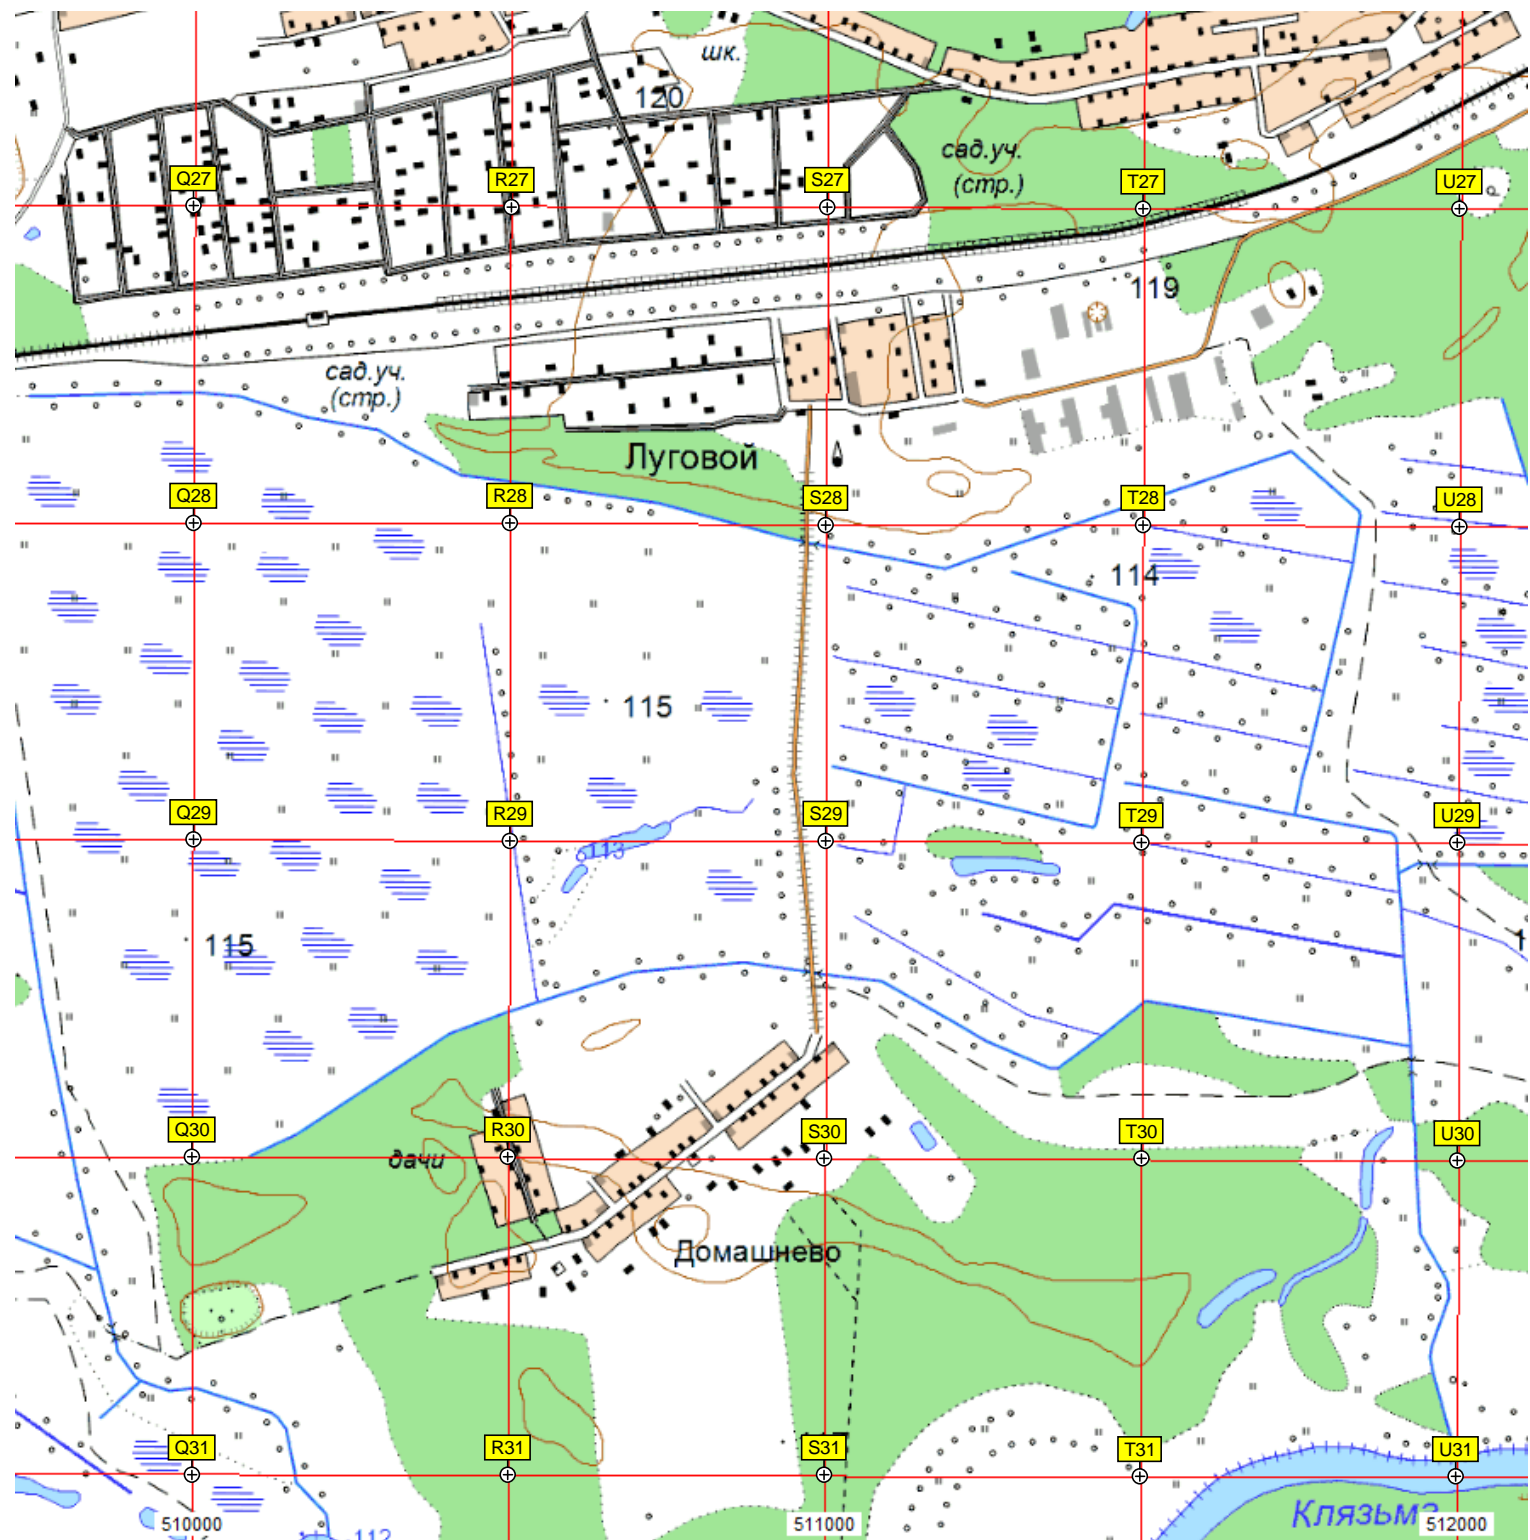 шк.
120
сад.уч.
(стр.)
Q27
R27
S27
T27
U27
119
сад.уч.
(стр.)
Луговой
Q28
R28
S28
T28
U28
114
115
Q29
R29
S29
T29
U29
113
115
Q30
R30
S30
T30
U30
дачи
Домашнево
Q31
R31
S31
T31
U31
Клязьма
510000
511000
512000
112